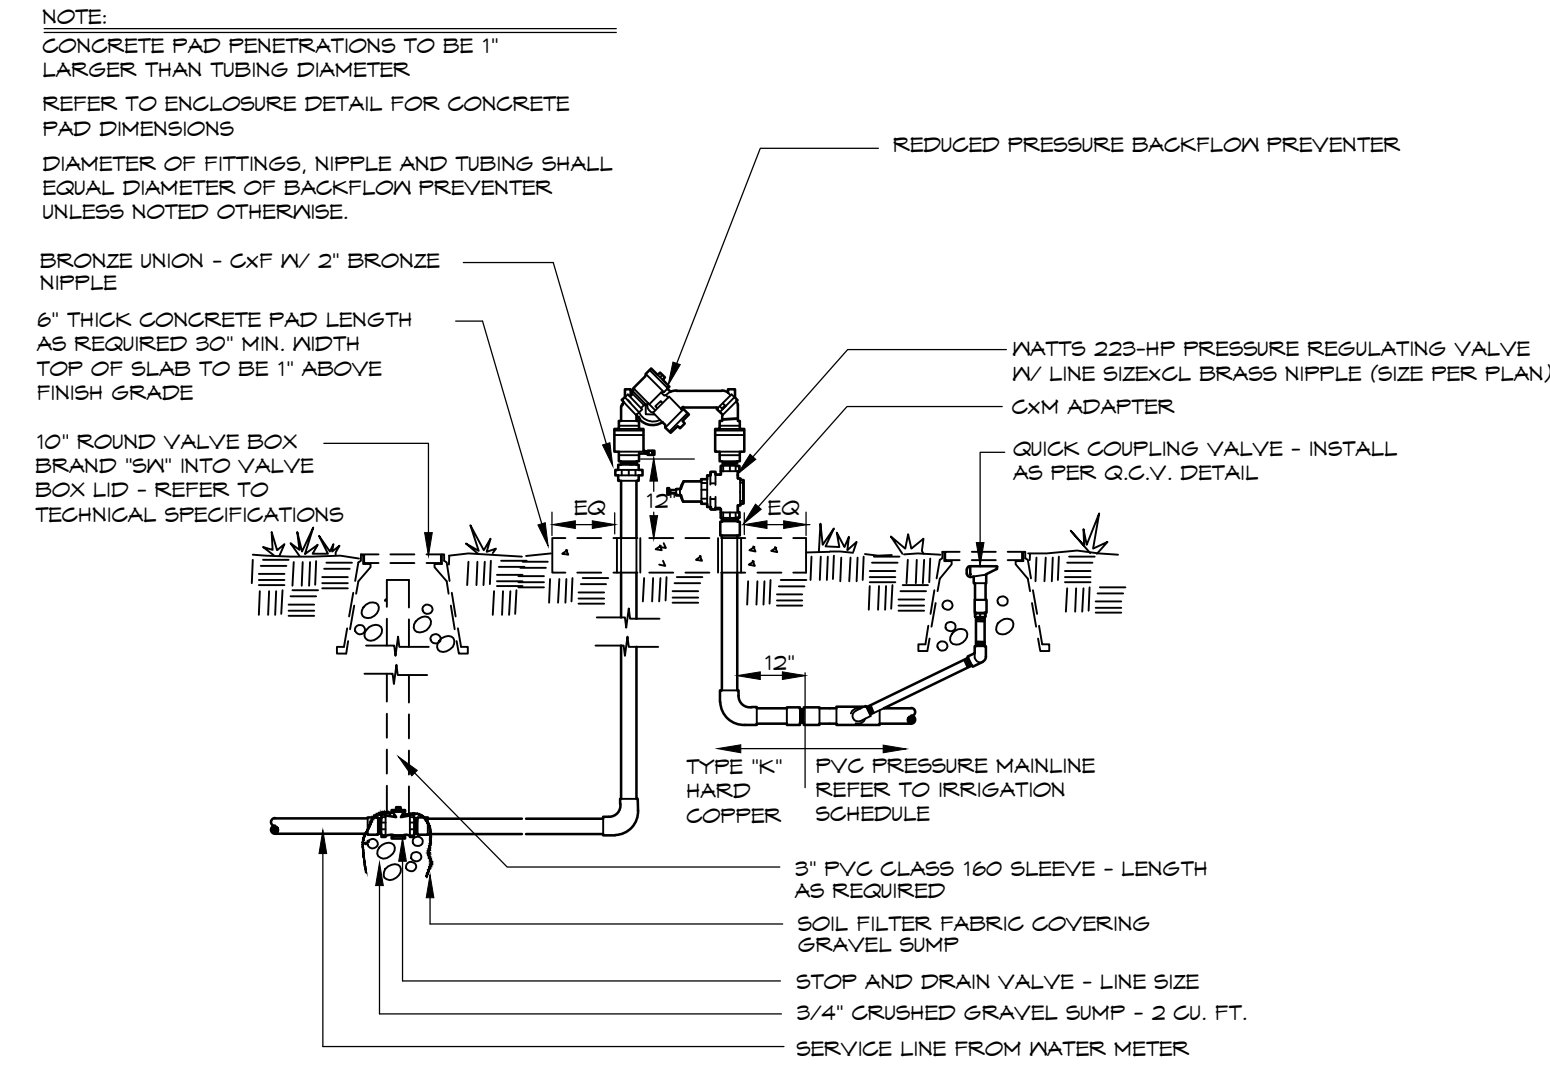 NOTE:
CONCRETE PAD PENETRATIONS TO BE 1"
LARGER THAN TUBING DIAMETER
REFER TO ENCLOSURE DETAIL FOR CONCRETE
PAD DIMENSIONS
DIAMETER OF FITTINGS, NIPPLE AND TUBING SHALL
EQUAL DIAMETER OF BACKFLOW PREVENTER
UNLESS NOTED OTHERWISE.
BRONZE UNION - CxF W/ 2" BRONZE
NIPPLE
6" THICK CONCRETE PAD LENGTH
AS REQUIRED 30" MIN. WIDTH
TOP OF SLAB TO BE 1" ABOVE
FINISH GRADE
10" ROUND VALVE BOX
BRAND "SW" INTO VALVE
BOX LID - REFER TO
TECHNICAL SPECIFICATIONS
REDUCED PRESSURE BACKFLOW PREVENTER
WATTS 223-HP PRESSURE REGULATING VALVE
W/ LINE SIZExCL BRASS NIPPLE (SIZE PER PLAN)
CxM ADAPTER
QUICK COUPLING VALVE - INSTALL
AS PER Q.C.V. DETAIL
EQ
12"
EQ
12"
TYPE "K"
HARD
COPPER
PVC PRESSURE MAINLINE
REFER TO IRRIGATION
SCHEDULE
3" PVC CLASS 160 SLEEVE - LENGTH
AS REQUIRED
SOIL FILTER FABRIC COVERING
GRAVEL SUMP
STOP AND DRAIN VALVE - LINE SIZE
3/4" CRUSHED GRAVEL SUMP - 2 CU. FT.
SERVICE LINE FROM WATER METER